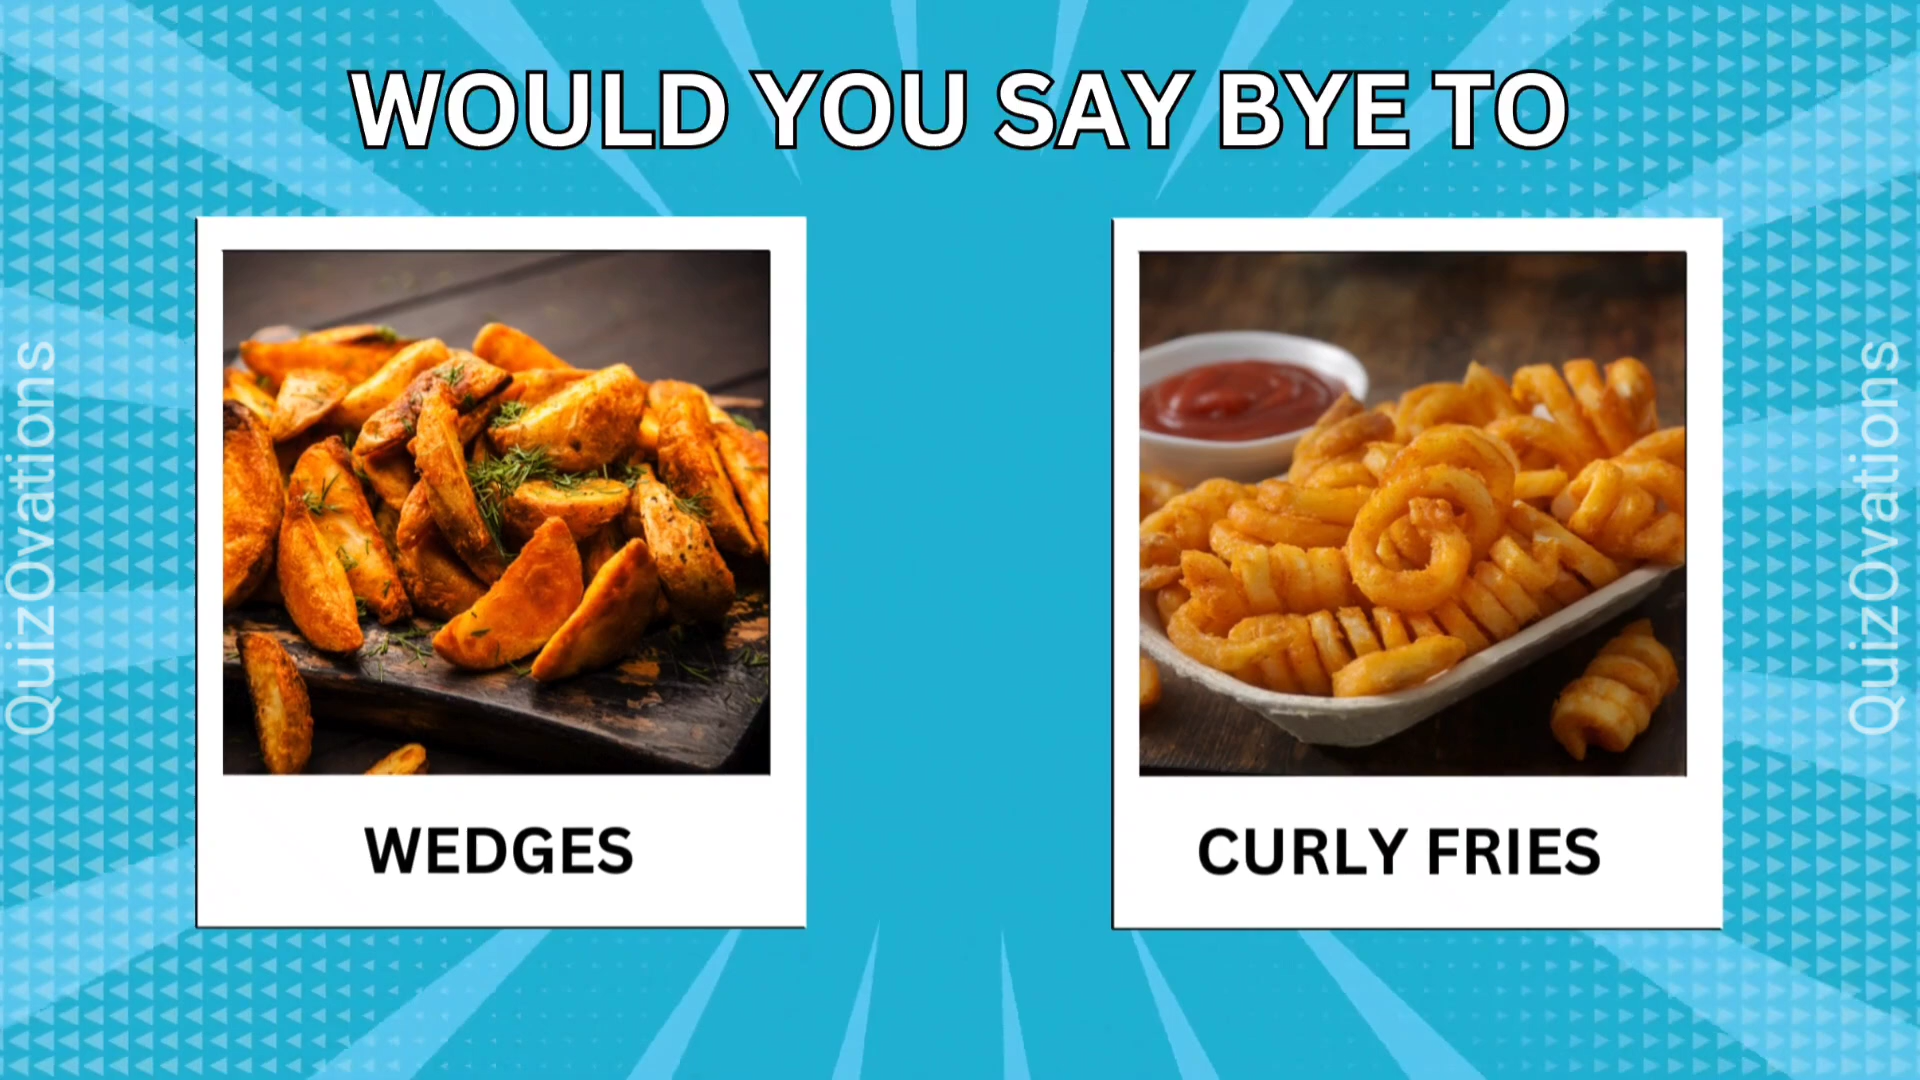 WOULD YOU SAY BYE TO
QuizOvations
WEDGES
CURLY FRIES
QuizOvations